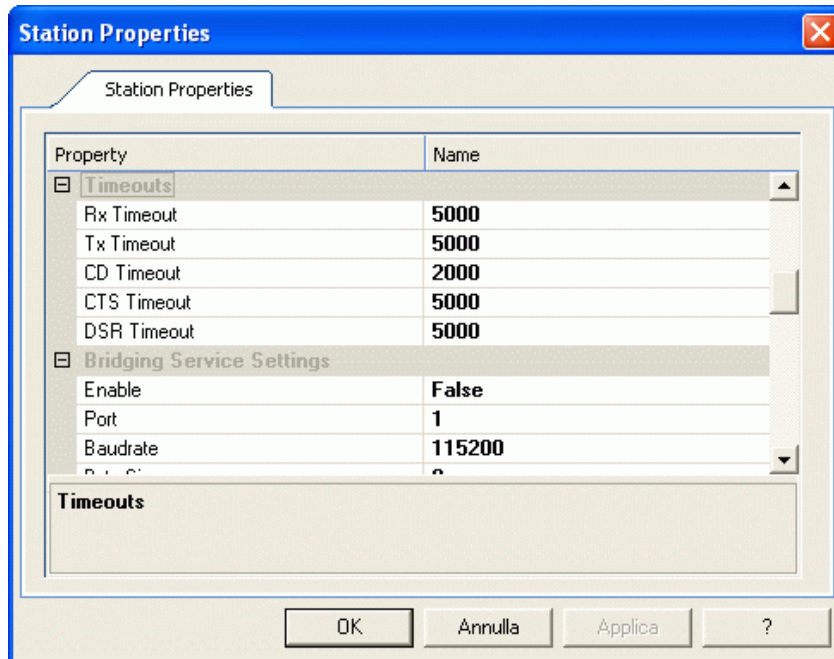 Station Properties
Station Properties
Property Name
Timeouts
Rx Timeout 5000
Tx Timeout 5000
CD Timeout 2000
CTS Timeout 5000
DSR Timeout 5000
Bridging Service Settings
Enable False
Port 1
Baudrate 115200
Timeouts
OK Annulla Applica ?